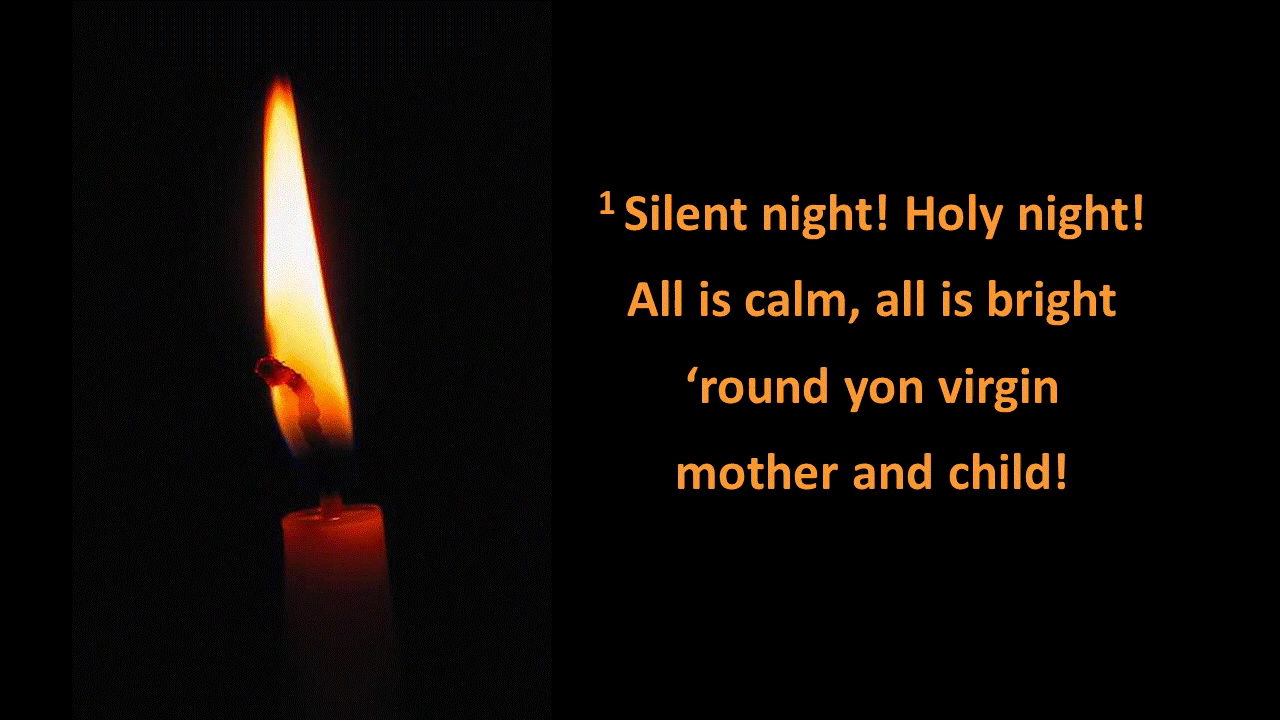 ¹ Silent night! Holy night!
All is calm, all is bright
‘round yon virgin
mother and child!